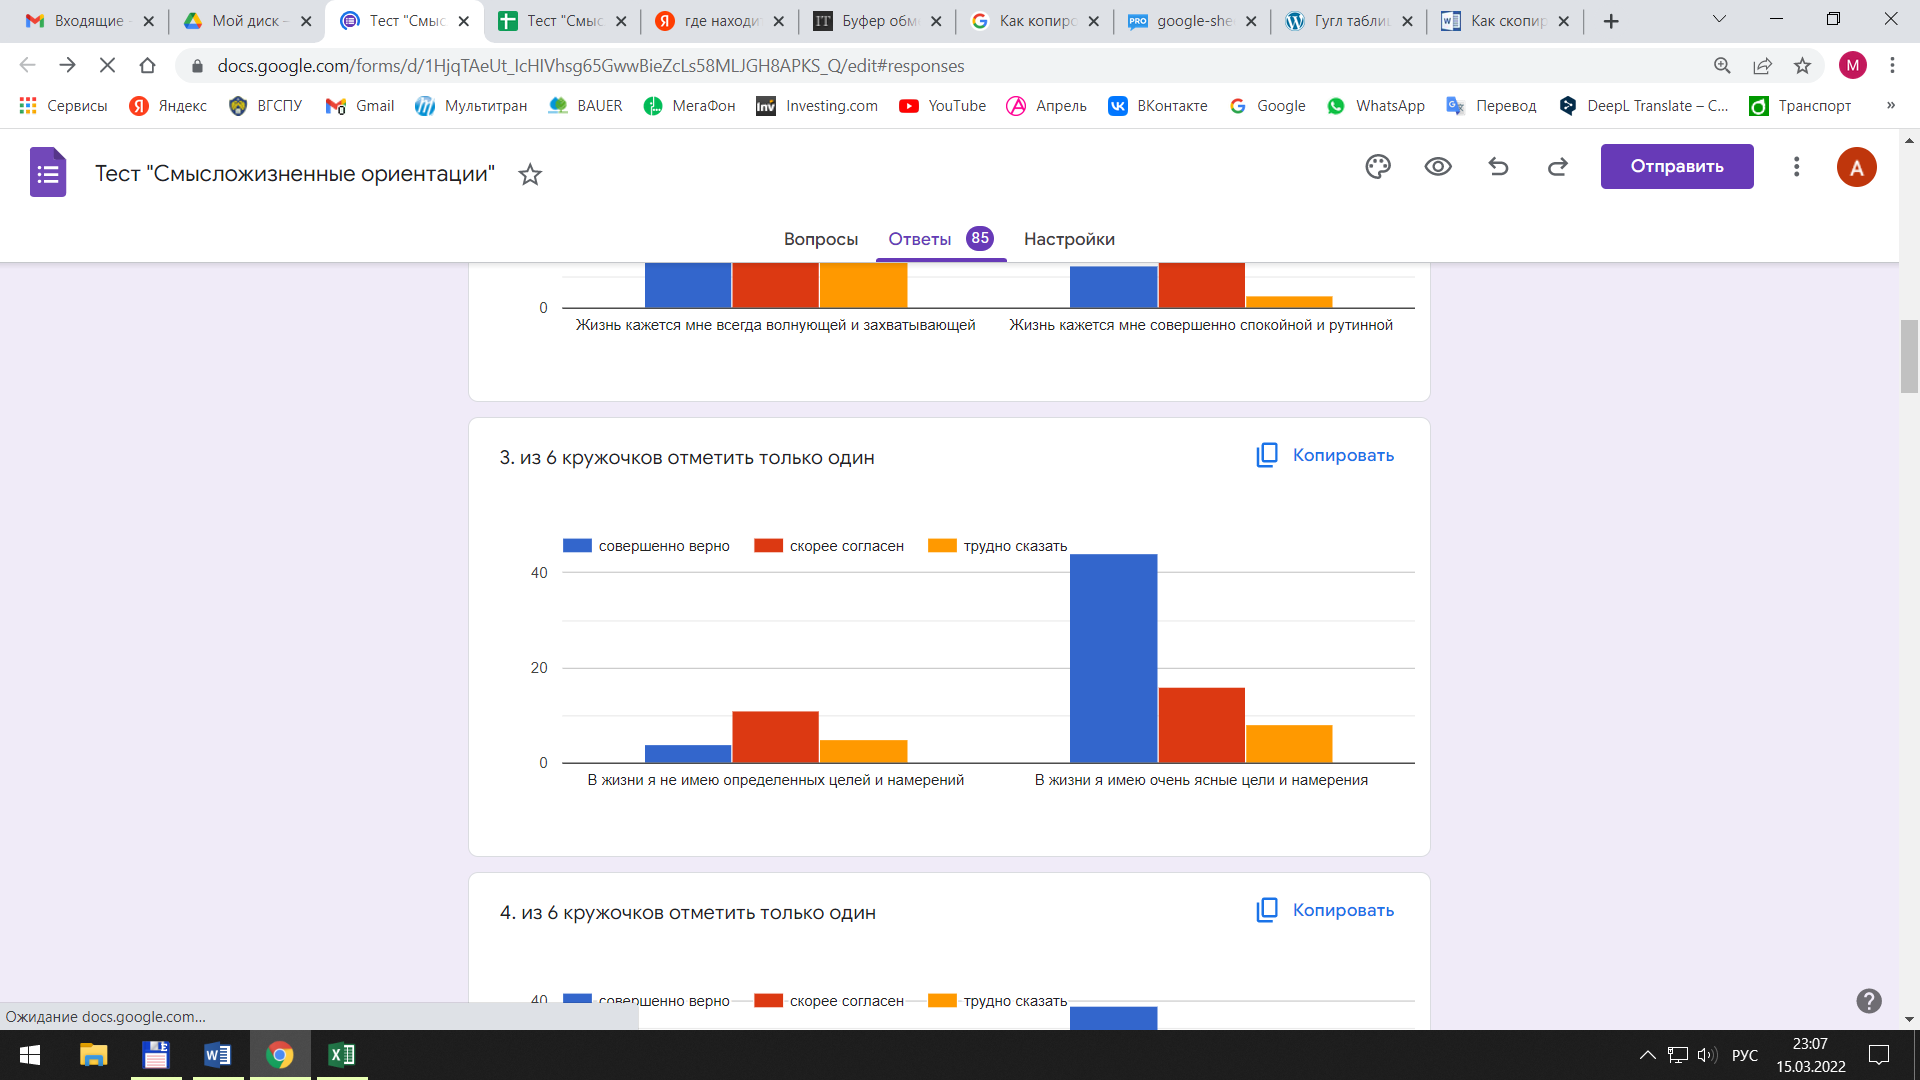 Входящие
Мой диск –
Тест "Смыс
Тест "Смыс
где находи
Буфер обм
Как копиро
google-she
Гугл таблиц
Как скопир
docs.google.com/forms/d/1HjqTAeUt_IcHIVhsg65GwwBieZcLs58MLJGH8APKS_Q/edit#responses
M
Сервисы
Яндекс
ВГСПУ
Gmail
Мультитран
BAUER
МегаФон
Investing.com
YouTube
Апрель
ВКонтакте
Google
WhatsApp
Перевод
DeepL Translate – C...
Транспорт
»
Тест "Смысложизненные ориентации"
Отправить
A
Вопросы
Ответы 85
Настройки
0
Жизнь кажется мне всегда волнующей и захватывающей
Жизнь кажется мне совершенно спокойной и рутинной
3. из 6 кружочков отметить только один
Копировать
совершенно верно
скорее согласен
трудно сказать
40
20
0
В жизни я не имею определенных целей и намерений
В жизни я имею очень ясные цели и намерения
4. из 6 кружочков отметить только один
Копировать
40
совершенно верно
скорее согласен
трудно сказать
Ожидание docs.google.com...
РУС
23:07
15.03.2022